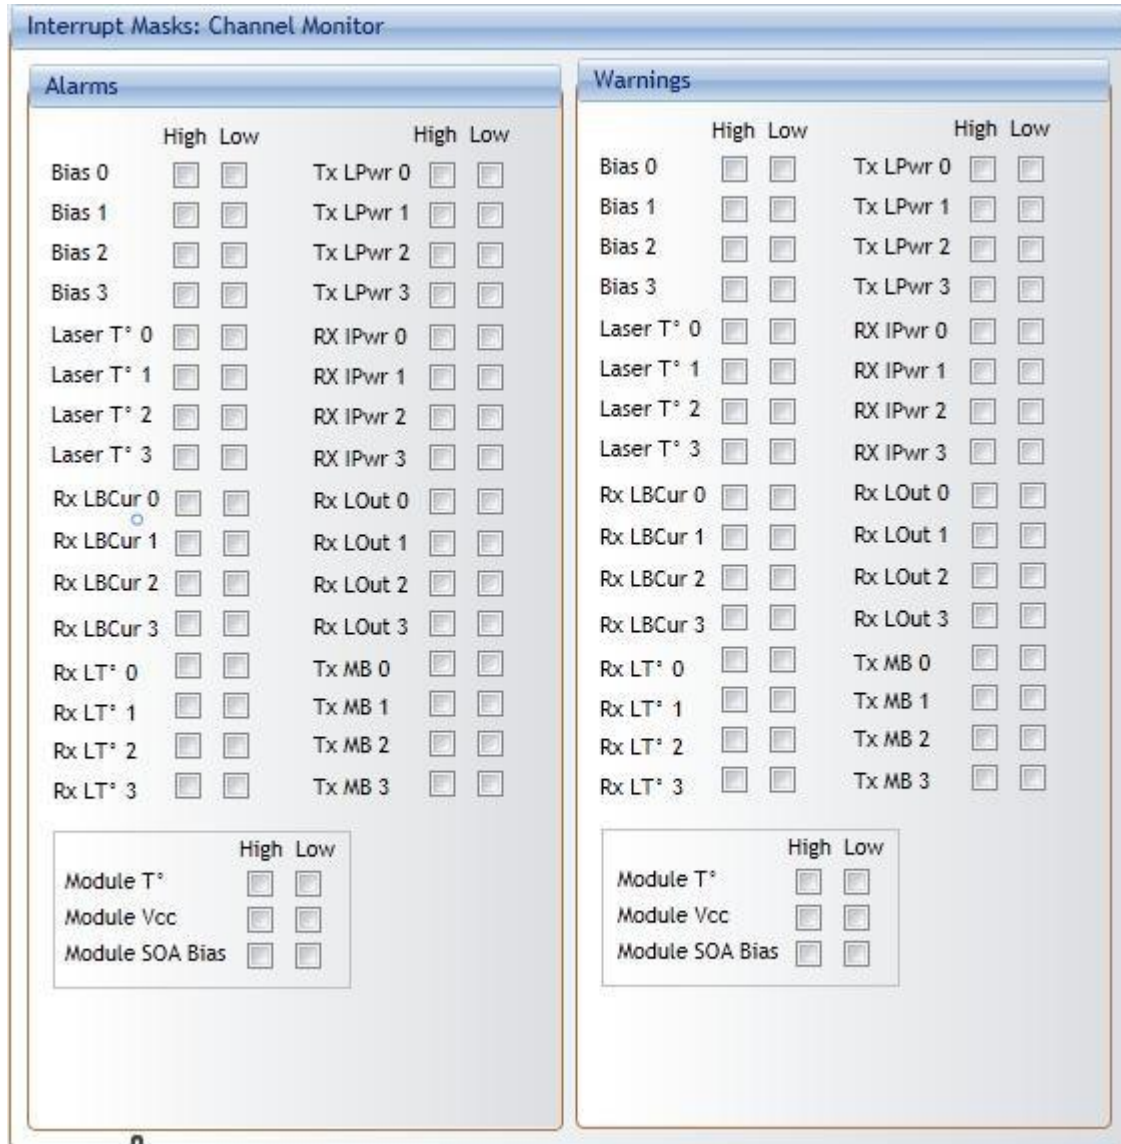 Interrupt Masks: Channel Monitor
Alarms
High Low High Low
Bias 0 Tx LPwr 0
Bias 1 Tx LPwr 1
Bias 2 Tx LPwr 2
Bias 3 Tx LPwr 3
Laser T° 0 RX IPwr 0
Laser T° 1 RX IPwr 1
Laser T° 2 RX IPwr 2
Laser T° 3 RX IPwr 3
Rx LBCur 0 Rx LOut 0
Rx LBCur 1 Rx LOut 1
Rx LBCur 2 Rx LOut 2
Rx LBCur 3 Rx LOut 3
Rx LT° 0 Tx MB 0
Rx LT° 1 Tx MB 1
Rx LT° 2 Tx MB 2
Rx LT° 3 Tx MB 3
High Low
Module T°
Module Vcc
Module SOA Bias
Warnings
High Low High Low
Bias 0 Tx LPwr 0
Bias 1 Tx LPwr 1
Bias 2 Tx LPwr 2
Bias 3 Tx LPwr 3
Laser T° 0 RX IPwr 0
Laser T° 1 RX IPwr 1
Laser T° 2 RX IPwr 2
Laser T° 3 RX IPwr 3
Rx LBCur 0 Rx LOut 0
Rx LBCur 1 Rx LOut 1
Rx LBCur 2 Rx LOut 2
Rx LBCur 3 Rx LOut 3
Rx LT° 0 Tx MB 0
Rx LT° 1 Tx MB 1
Rx LT° 2 Tx MB 2
Rx LT° 3 Tx MB 3
High Low
Module T°
Module Vcc
Module SOA Bias